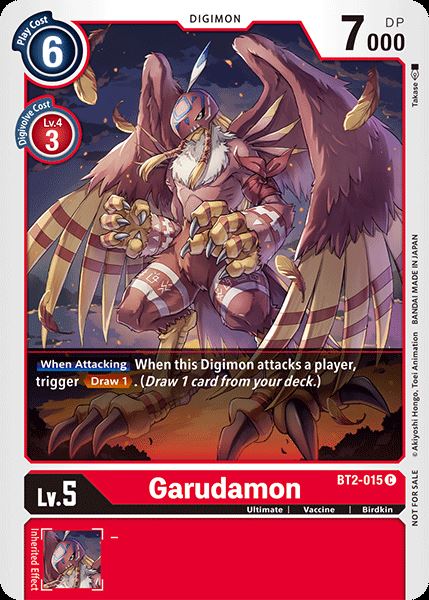 Play Cost
6
DIGIMON
7000 DP
Digivolve Cost
Lv.4
3
Takase
©Akiyoshi Hongo, Toei Animation BANDAI MADE IN JAPAN
NOT FOR SALE
When Attacking When this Digimon attacks a player,
trigger Draw 1. (Draw 1 card from your deck.)
BT2-015 C
Lv.5 Garudamon
Ultimate | Vaccine | Birdkin
Inherited Effect
–